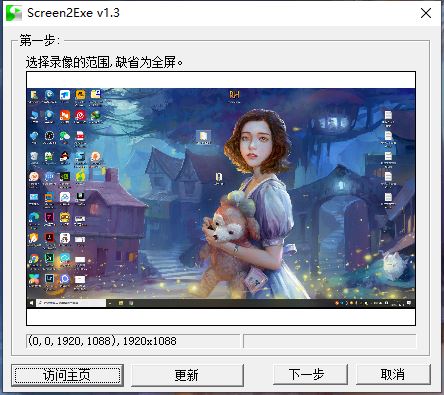 Screen2Exe v1.3
第一步:
选择录像的范围,缺省为全屏。
(0,0,1920,1088),1920x1088
访问主页
更新
下一步
取消